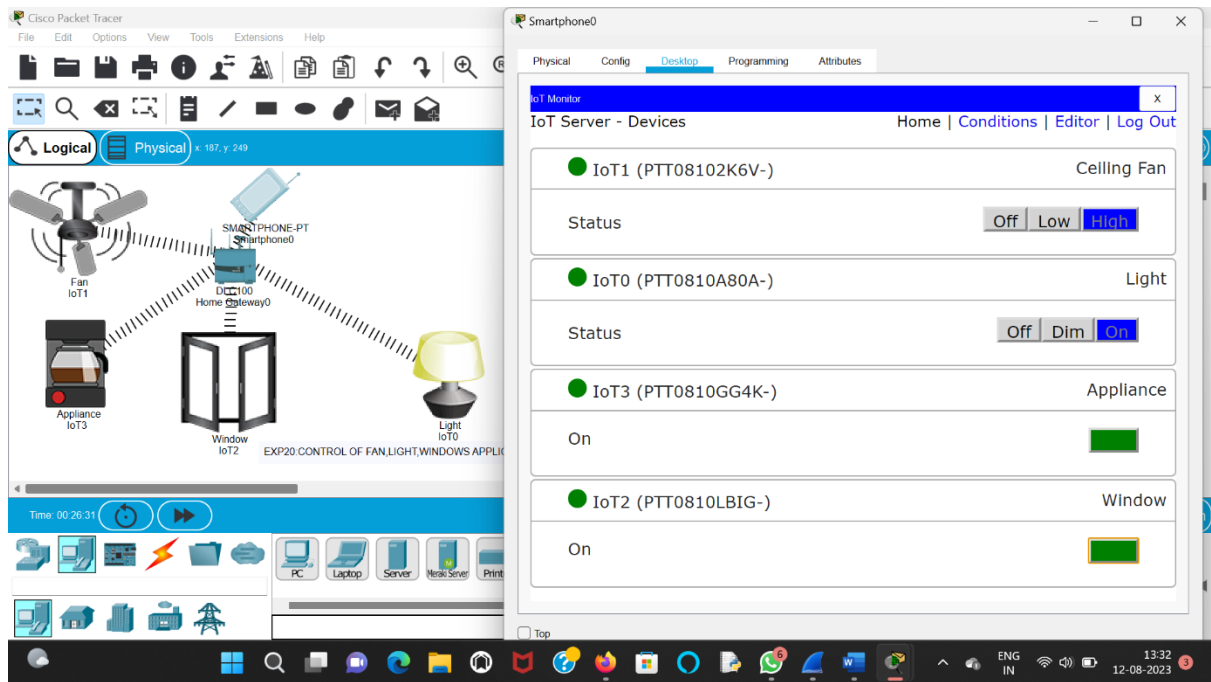 Cisco Packet Tracer
File Edit Options View Tools Extensions Help
Logical Physical x: 187, y: 249
SMARTPHONE-PT
Smartphone0
Fan
IoT1
DLC100
Home Gateway0
Appliance
IoT3
Window
IoT2
Light
IoT0
EXP20:CONTROL OF FAN,LIGHT,WINDOWS APPLIC
Time: 00:26:31
PC Laptop Server Meraki Server Print
Smartphone0
Physical Config Desktop Programming Attributes
IoT Monitor X
IoT Server - Devices Home | Conditions | Editor | Log Out
IoT1 (PTT08102K6V-) Ceiling Fan
Status Off Low High
IoT0 (PTT0810A80A-) Light
Status Off Dim On
IoT3 (PTT0810GG4K-) Appliance
On
IoT2 (PTT0810LBIG-) Window
On
Top
6
ENG
IN
13:32
12-08-2023
3